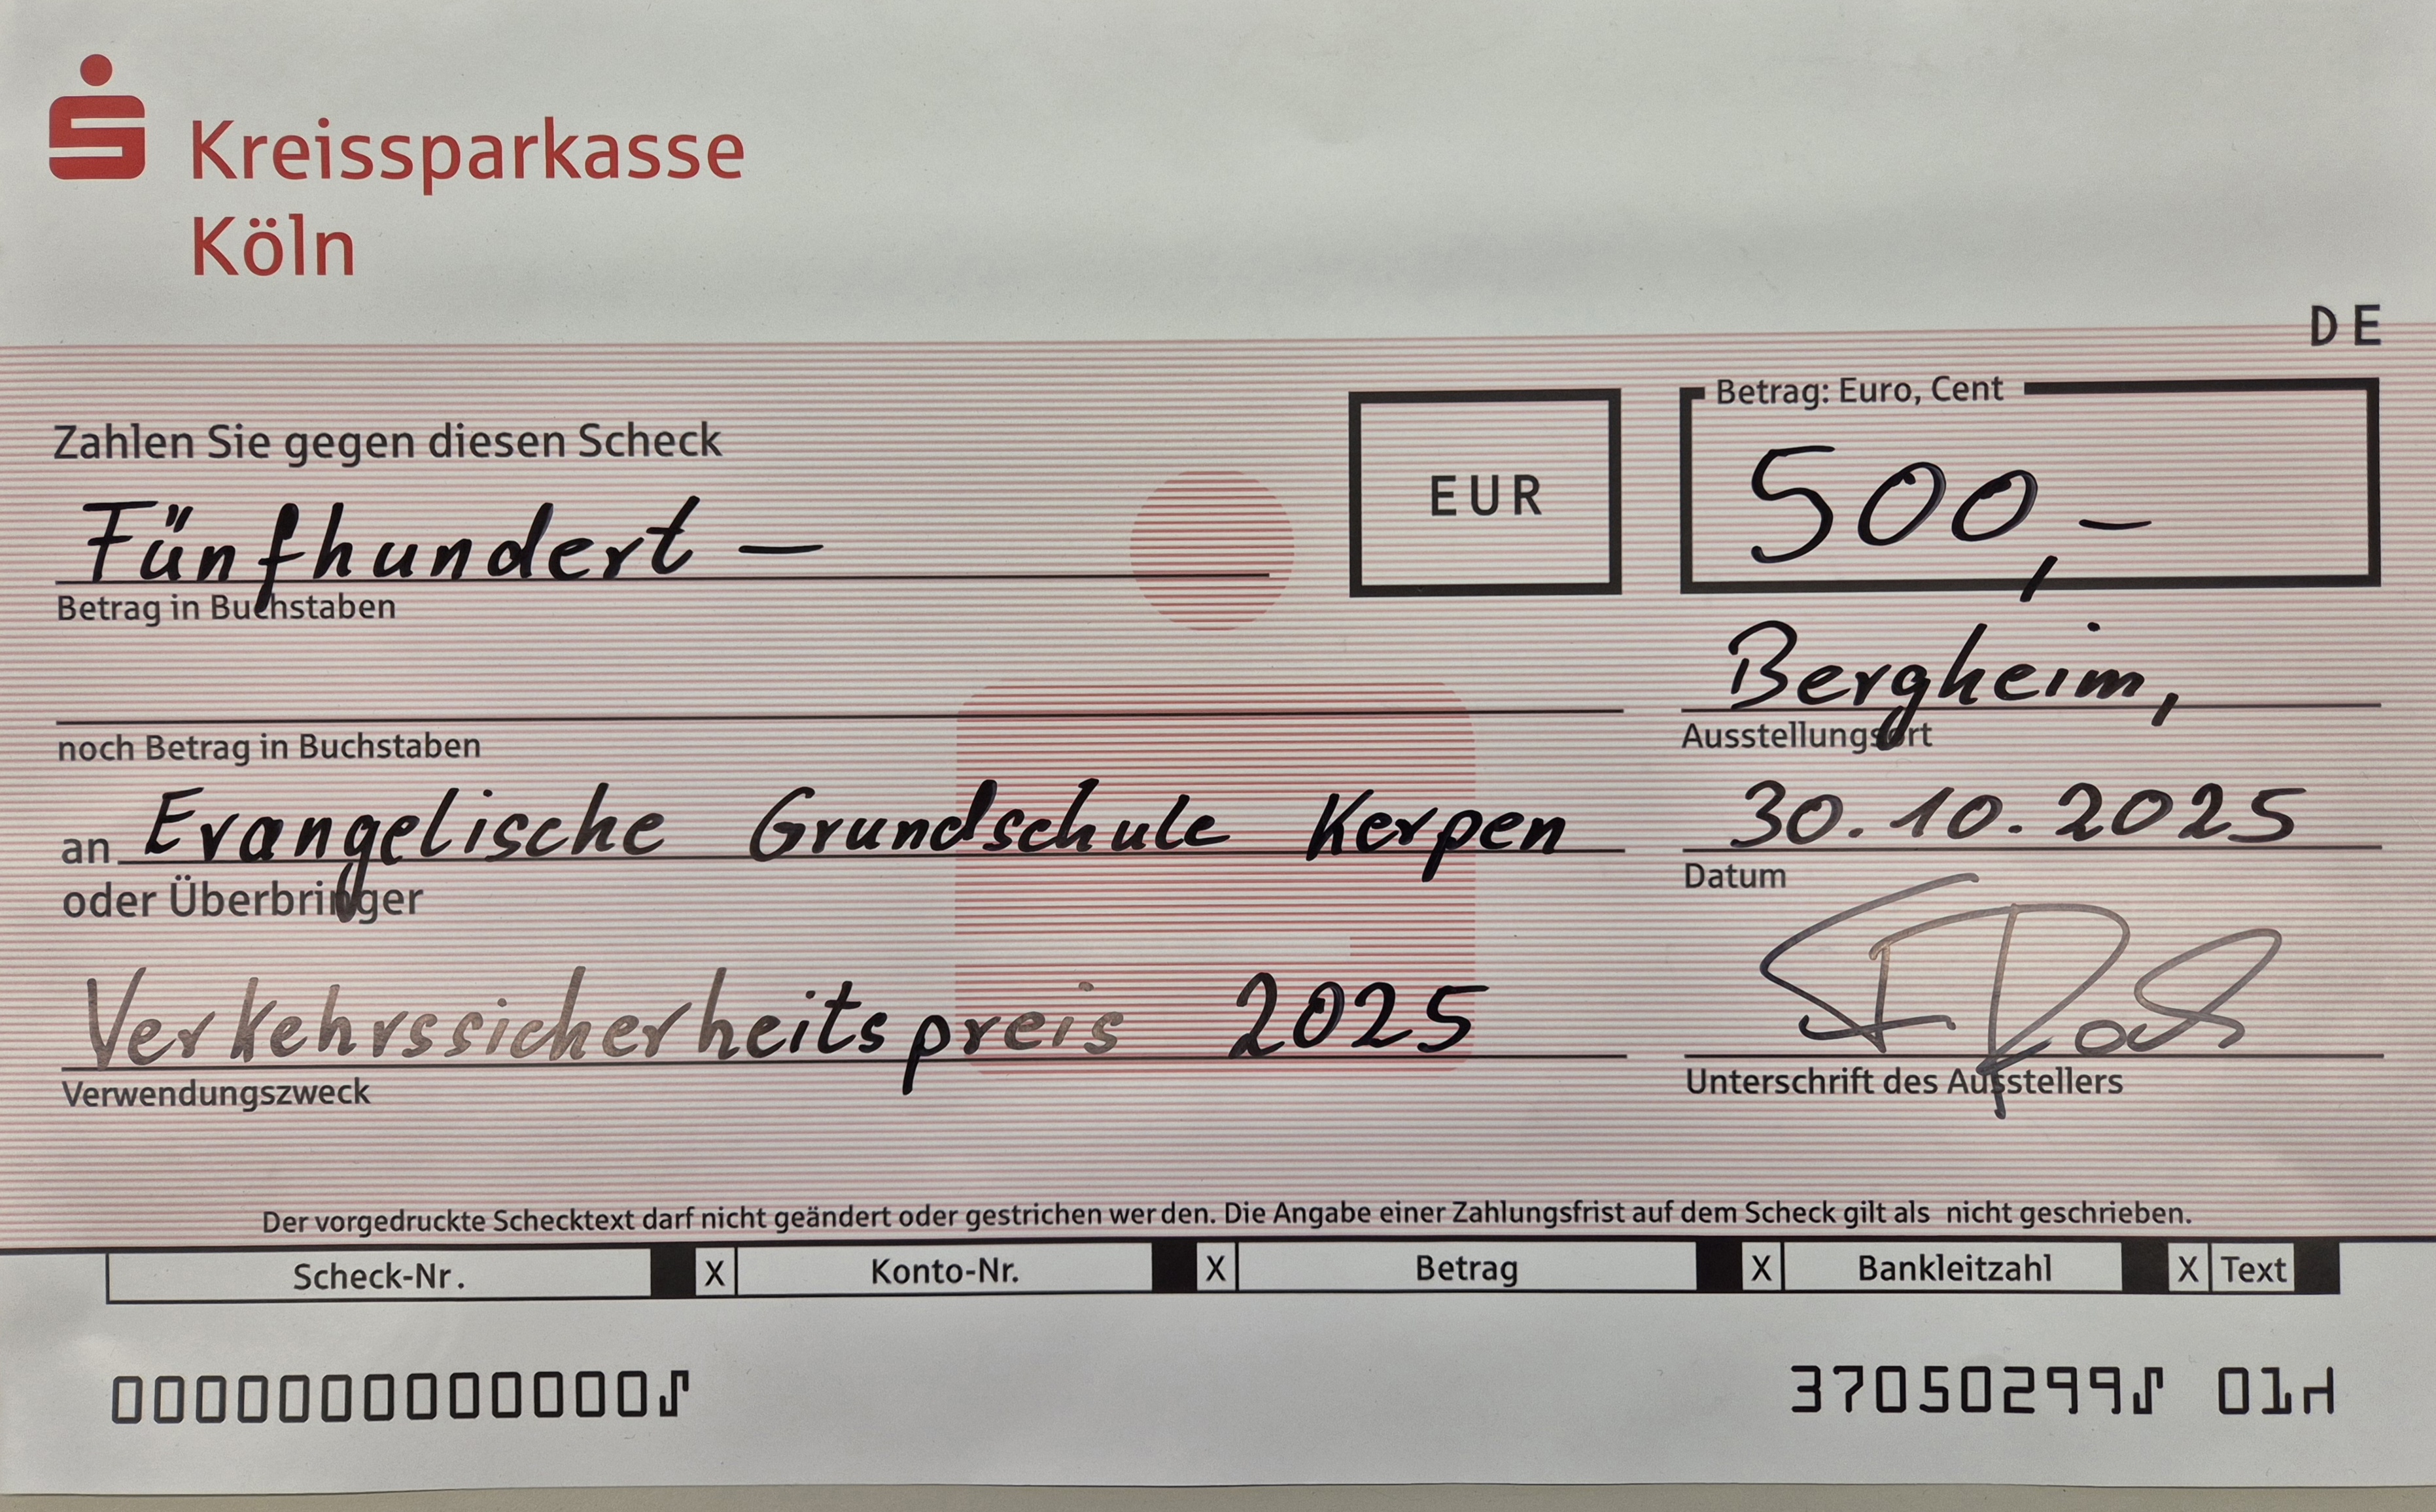 Kreissparkasse
Köln
DE
Zahlen Sie gegen diesen Scheck
EUR
Betrag: Euro, Cent
500,–
Fünfhundert —
Betrag in Buchstaben
Bergheim,
noch Betrag in Buchstaben
Ausstellungsort
an Evangelische Grundschule Kerpen
30.10.2025
oder Überbringer
Datum
Verkehrssicherheitspreis 2025
Verwendungszweck
Unterschrift des Ausstellers
Der vorgedruckte Schecktext darf nicht geändert oder gestrichen werden. Die Angabe einer Zahlungsfrist auf dem Scheck gilt als nicht geschrieben.
Scheck-Nr. X Konto-Nr. X Betrag X Bankleitzahl X Text
0000000000000⑀ 37050299⑀ 01⑁